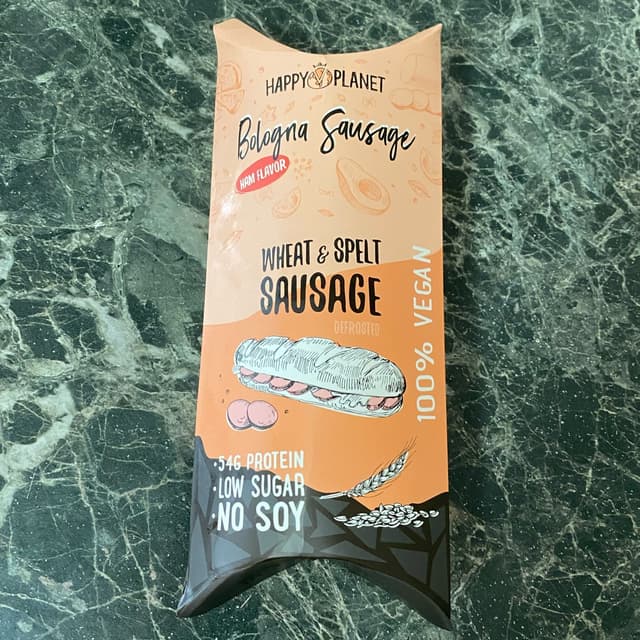 HAPPY PLANET
Bologna Sausage
HAM FLAVOR
WHEAT & SPELT
SAUSAGE
DEFROSTED
100% VEGAN
•54G PROTEIN
•LOW SUGAR
•NO SOY